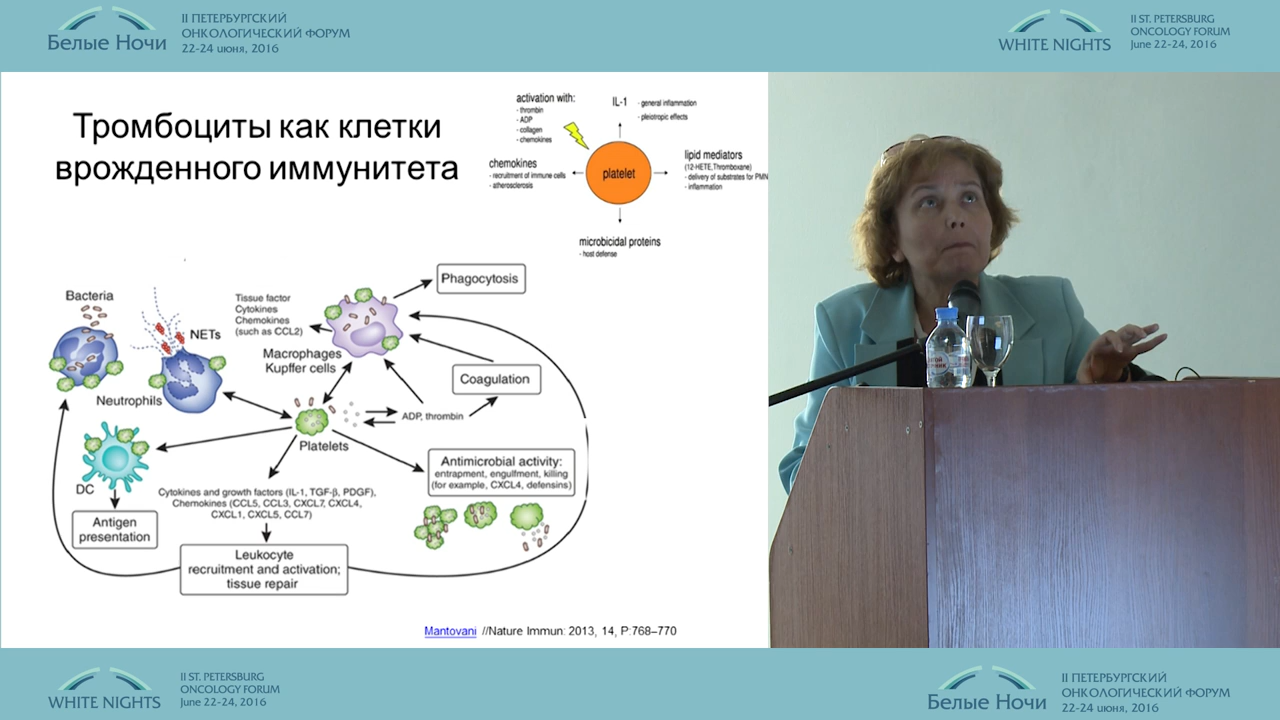 Белые Ночи
II ПЕТЕРБУРГСКИЙ
ОНКОЛОГИЧЕСКИЙ ФОРУМ
22-24 июня, 2016
WHITE NIGHTS
II ST. PETERSBURG
ONCOLOGY FORUM
June 22-24, 2016
Тромбоциты как клетки
врожденного иммунитета
activation with:
- thrombin
- ADP
- collagen
- chemokines
IL-1
- general inflammation
- pleiotropic effects
chemokines
- recruitment of immune cells
- atherosclerosis
platelet
lipid mediators
(12-HETE,Thromboxane)
- delivery of substrates for PMN
- inflammation
microbicidal proteins
- host defense
Bacteria
NETs
Neutrophils
Tissue factor
Cytokines
Chemokines
(such as CCL2)
Macrophages
Kupffer cells
Phagocytosis
Coagulation
ADP, thrombin
Platelets
DC
Antigen
presentation
Cytokines and growth factors (IL-1, TGF-β, PDGF),
Chemokines (CCL5, CCL3, CXCL7, CXCL4,
CXCL1, CXCL5, CCL7)
Antimicrobial activity:
entrapment, engulfment, killing
(for example, CXCL4, defensins)
Leukocyte
recruitment and activation;
tissue repair
Mantovani //Nature Immun: 2013, 14, P:768–770
WHITE NIGHTS
II ST. PETERSBURG
ONCOLOGY FORUM
June 22-24, 2016
Белые Ночи
II ПЕТЕРБУРГСКИЙ
ОНКОЛОГИЧЕСКИЙ ФОРУМ
22-24 июня, 2016